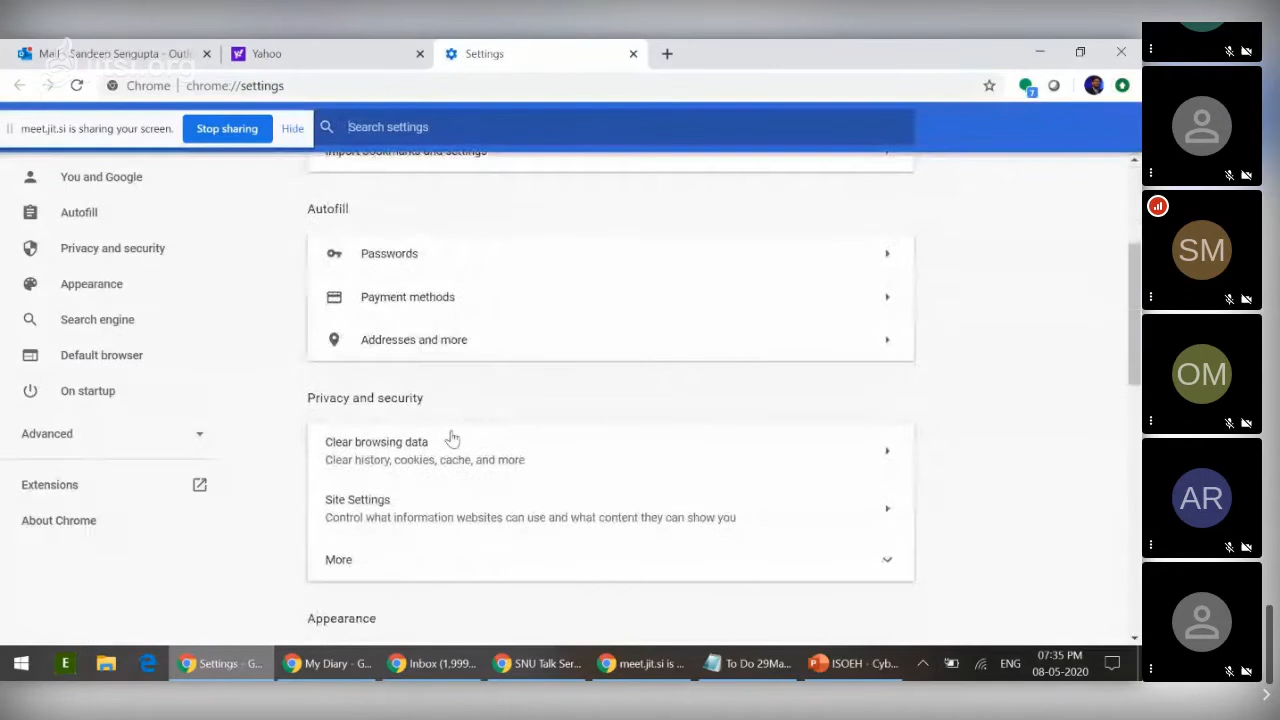 Mail - Sandeep Sengupta - Outl
Yahoo
Settings
Chrome
chrome://settings
7
meet.jit.si is sharing your screen.
Stop sharing
Hide
Search settings
Import bookmarks and settings
You and Google
Autofill
Privacy and security
Appearance
Search engine
Default browser
On startup
Advanced
Extensions
About Chrome
Autofill
Passwords
Payment methods
Addresses and more
Privacy and security
Clear browsing data
Clear history, cookies, cache, and more
Site Settings
Control what information websites can use and what content they can show you
More
Appearance
SM
OM
AR
E
Settings - G...
My Diary - G...
Inbox (1,999...
SNU Talk Ser...
meet.jit.si is ...
To Do 29Ma...
ISOEH - Cyb...
ENG
07:35 PM
08-05-2020